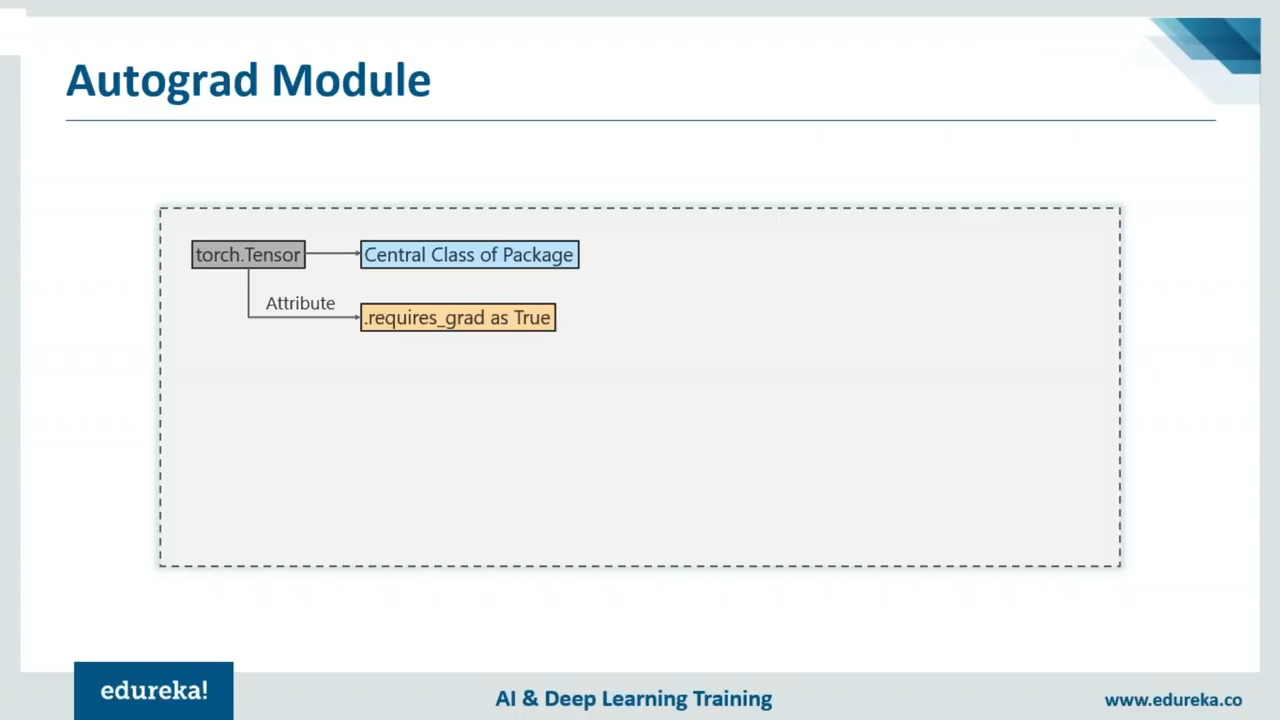 Autograd Module
torch.Tensor
Central Class of Package
Attribute
.requires_grad as True
edureka!
AI & Deep Learning Training
www.edureka.co